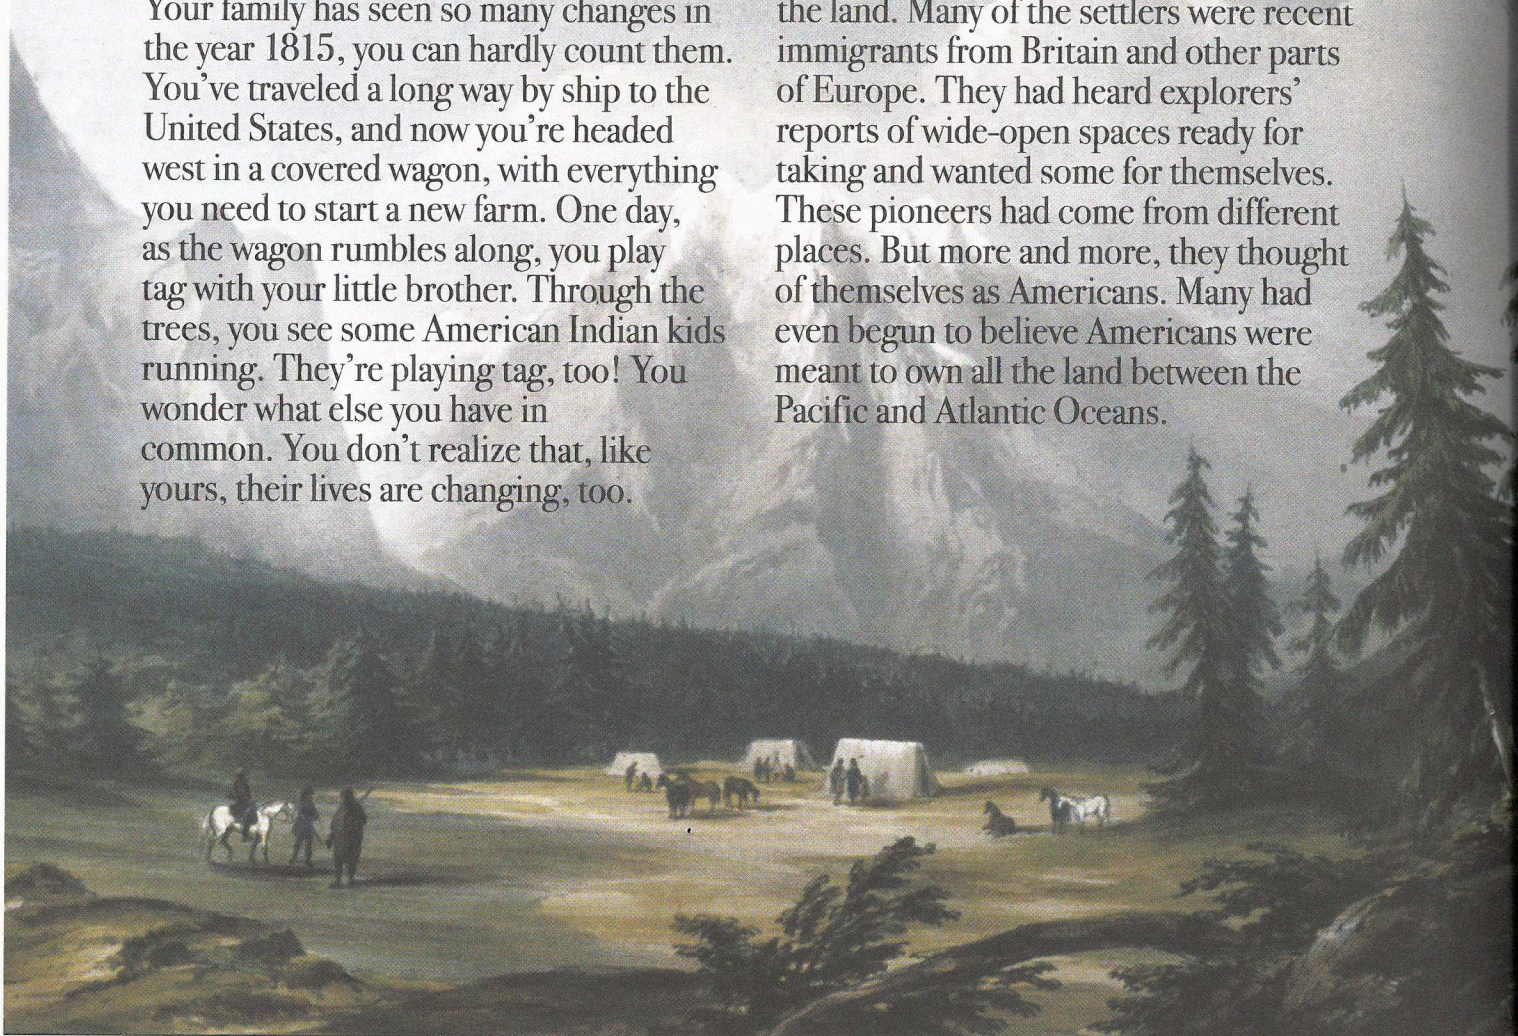 Your family has seen so many changes in
the year 1815, you can hardly count them.
You've traveled a long way by ship to the
United States, and now you're headed
west in a covered wagon, with everything
you need to start a new farm. One day,
as the wagon rumbles along, you play
tag with your little brother. Through the
trees, you see some American Indian kids
running. They're playing tag, too! You
wonder what else you have in
common. You don't realize that, like
yours, their lives are changing, too.
the land. Many of the settlers were recent
immigrants from Britain and other parts
of Europe. They had heard explorers'
reports of wide-open spaces ready for
taking and wanted some for themselves.
These pioneers had come from different
places. But more and more, they thought
of themselves as Americans. Many had
even begun to believe Americans were
meant to own all the land between the
Pacific and Atlantic Oceans.